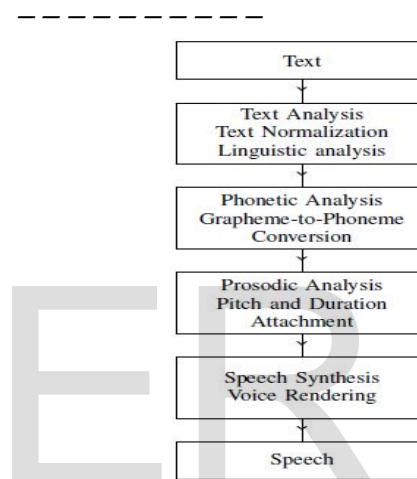 Text
Text Analysis
Text Normalization
Linguistic analysis
Phonetic Analysis
Grapheme-to-Phoneme
Conversion
Prosodic Analysis
Pitch and Duration
Attachment
Speech Synthesis
Voice Rendering
Speech
ER